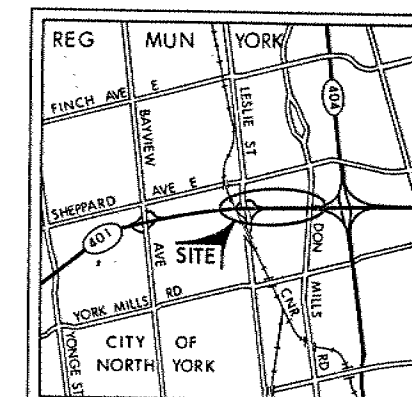 REG MUN YORK
FINCH AVE E
BAYVIEW
AVE
LESLIE ST
404
SHEPPARD AVE E
401
SITE
DON MILLS RD
YORK MILLS RD
CNR
CITY OF
NORTH YORK
YONGE ST